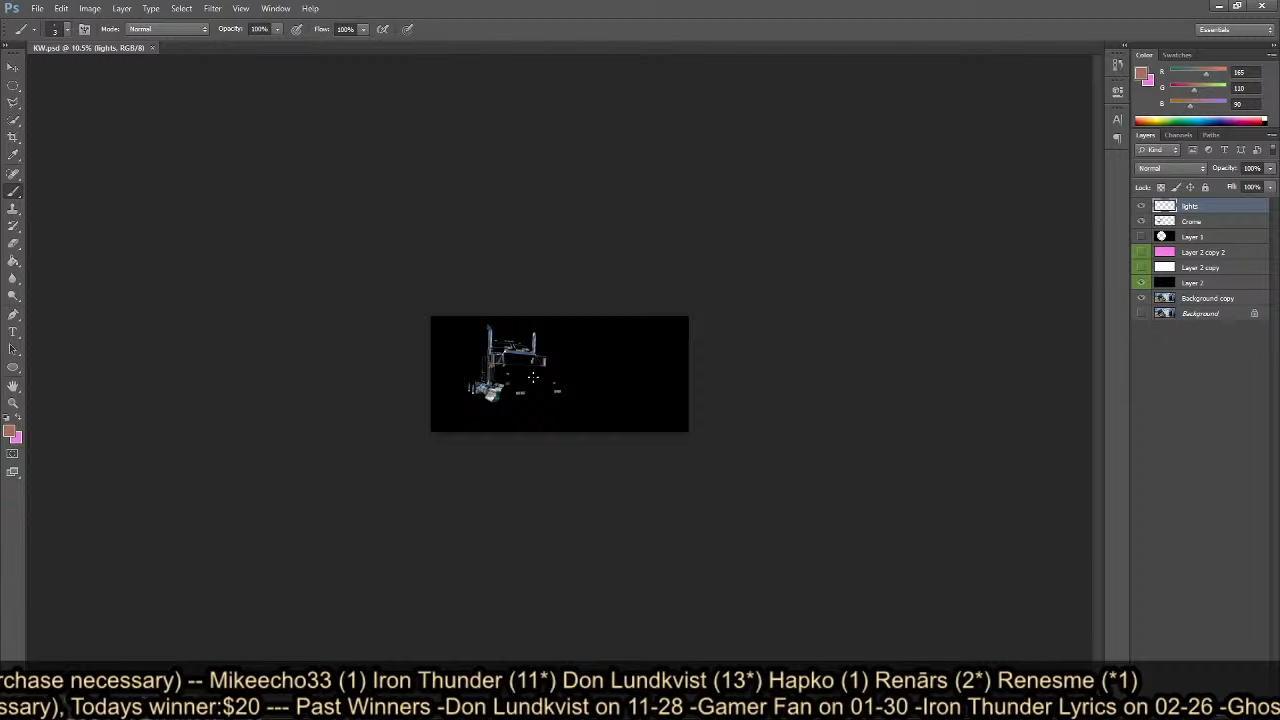 Ps File Edit Image Layer Type Select Filter View Window Help
3 Mode: Normal Opacity: 100% Flow: 100% Essentials
KW.psd @ 10.5% (lights, RGB/8) ×
Color Swatches
R 165
G 110
B 90
Layers Channels Paths
Kind
Normal Opacity: 100%
Lock: Fill: 100%
lights
Crome
Layer 1
Layer 2 copy 2
Layer 2 copy
Layer 2
Background copy
Background
rchase necessary) -- Mikeecho33 (1) Iron Thunder (11*) Don Lundkvist (13*) Hapko (1) Renārs (2*) Renesme (*1)
ssary), Todays winner:$20 --- Past Winners -Don Lundkvist on 11-28 -Gamer Fan on 01-30 -Iron Thunder Lyrics on 02-26 -Ghos